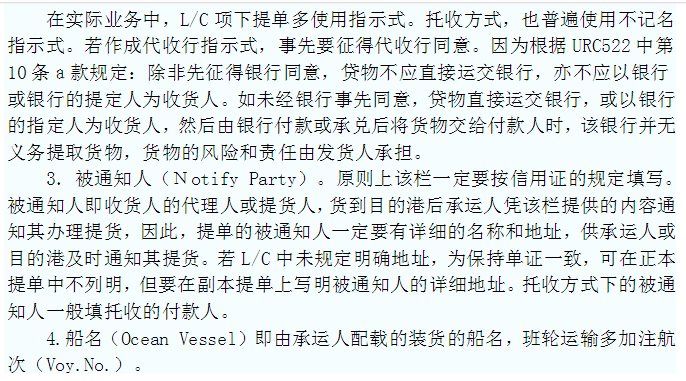 在实际业务中，L/C 项下提单多使用指示式。托收方式，也普遍使用不记名
指示式。若作成代收行指示式，事先要征得代收行同意。因为根据 URC522 中第
10 条 a 款规定：除非先征得银行同意，贷物不应直接运交银行，亦不应以银行
或银行的提定人为收货人。如未经银行事先同意，贷物直接运交银行，或以银行
的指定人为收货人，然后由银行付款或承兑后将货物交给付款人时，该银行并无
义务提取货物，货物的风险和责任由发货人承担。
3．被通知人（Ｎotify Party）。原则上该栏一定要按信用证的规定填写。
被通知人即收货人的代理人或提货人，货到目的港后承运人凭该栏提供的内容通
知其办理提货，因此，提单的被通知人一定要有详细的名称和地址，供承运人或
目的港及时通知其提货。若 L/C 中未规定明确地址，为保持单证一致，可在正本
提单中不列明，但要在副本提单上写明被通知人的详细地址。托收方式下的被通
知人一般填托收的付款人。
4.船名（Ocean Vessel）即由承运人配载的装货的船名，班轮运输多加注航
次（Voy.No.）。